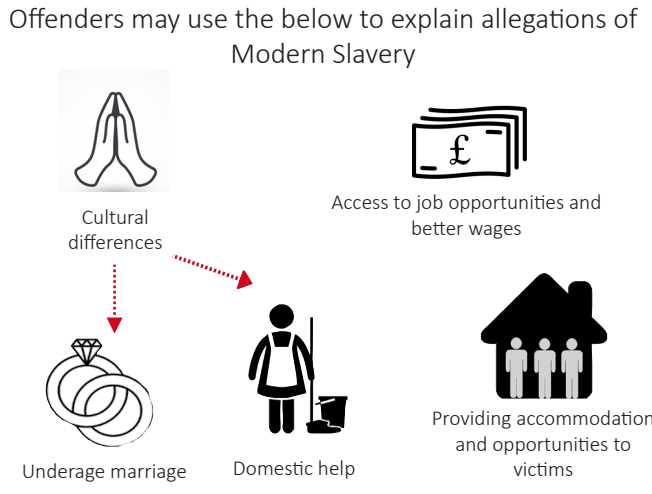 Offenders may use the below to explain allegations of
Modern Slavery
£
Access to job opportunities and
better wages
Cultural
differences
Underage marriage
Domestic help
Providing accommodation
and opportunities to
victims